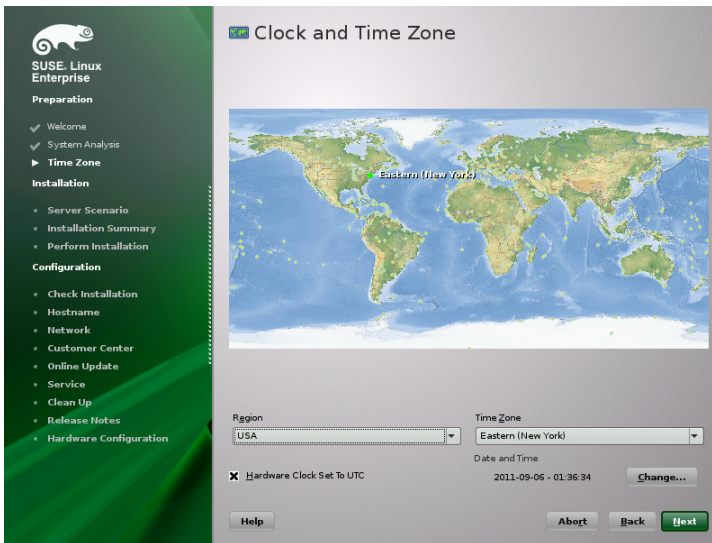 SUSE. Linux
Enterprise
Preparation
Welcome
System Analysis
Time Zone
Installation
Server Scenario
Installation Summary
Perform Installation
Configuration
Check Installation
Hostname
Network
Customer Center
Online Update
Service
Clean Up
Release Notes
Hardware Configuration
Clock and Time Zone
Eastern (New York)
Region
USA
Time Zone
Eastern (New York)
Hardware Clock Set To UTC
Date and Time
2011-09-06 - 01:36:34
Change...
Help
Abort
Back
Next